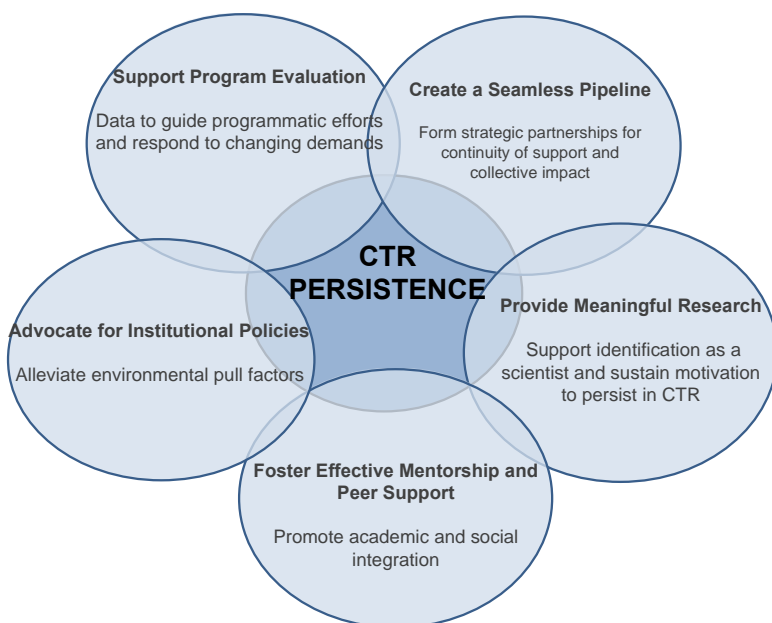 Support Program Evaluation
Data to guide programmatic efforts
and respond to changing demands
Create a Seamless Pipeline
Form strategic partnerships for
continuity of support and
collective impact
CTR
PERSISTENCE
Provide Meaningful Research
Support identification as a
scientist and sustain motivation
to persist in CTR
Advocate for Institutional Policies
Alleviate environmental pull factors
Foster Effective Mentorship and
Peer Support
Promote academic and social
integration